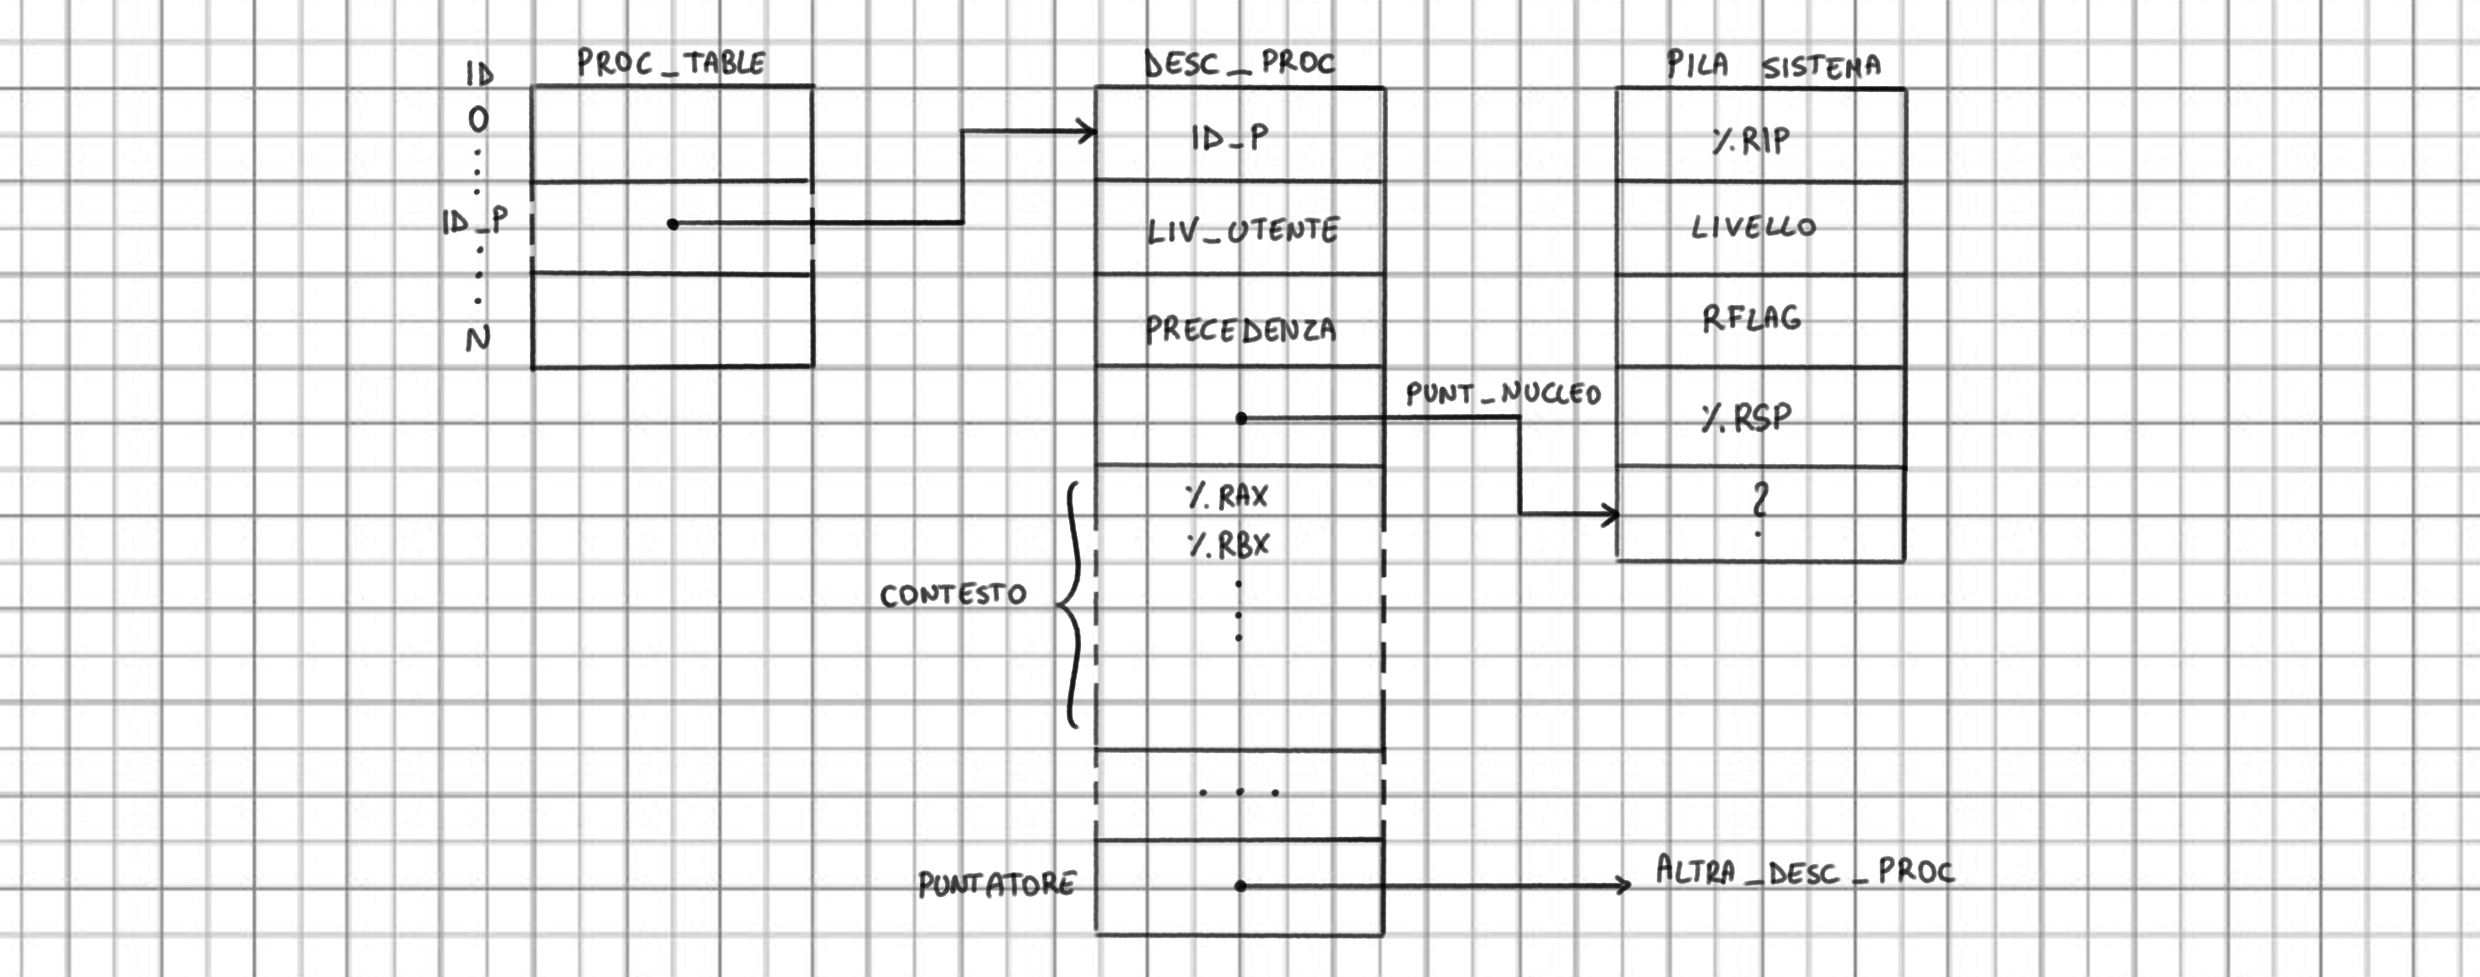 ID
0
ID_P
N
PROC_TABLE
DESC_PROC
ID_P
LIV_UTENTE
PRECEDENZA
PUNT_NUCLEO
CONTESTO
%RAX
%RBX
...
PUNTATORE
ALTRA_DESC_PROC
PILA SISTEMA
%RIP
LIVELLO
RFLAG
%RSP
?